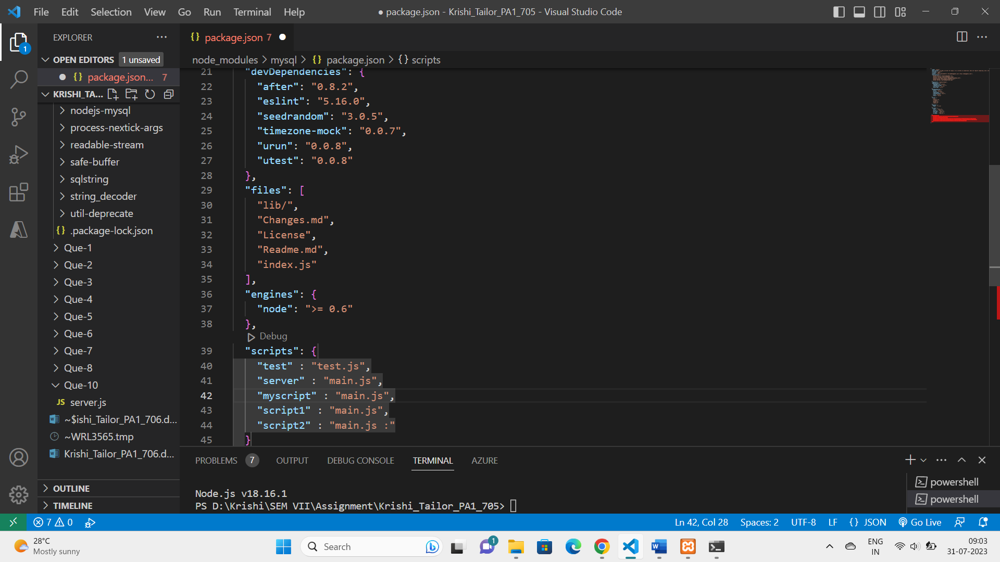 File Edit Selection View Go Run Terminal Help
● package.json - Krishi_Tailor_PA1_705 - Visual Studio Code
EXPLORER
1
OPEN EDITORS 1 unsaved
{} package.json... 7
KRISHI_TA...
nodejs-mysql
process-nextick-args
readable-stream
safe-buffer
sqlstring
string_decoder
util-deprecate
{} .package-lock.json
Que-1
Que-2
Que-3
Que-4
Que-5
Que-6
Que-7
Que-8
Que-10
JS server.js
~$ishi_Tailor_PA1_706.d...
~WRL3565.tmp
Krishi_Tailor_PA1_706.d...
OUTLINE
TIMELINE
{} package.json 7 ●
node_modules > mysql > {} package.json > {} scripts
21 "devDependencies": {
22 "after": "0.8.2",
23 "eslint": "5.16.0",
24 "seedrandom": "3.0.5",
25 "timezone-mock": "0.0.7",
26 "urun": "0.0.8",
27 "utest": "0.0.8"
28 },
29 "files": [
30 "lib/",
31 "Changes.md",
32 "License",
33 "Readme.md",
34 "index.js"
35 ],
36 "engines": {
37 "node": ">= 0.6"
38 },
Debug
39 "scripts": {
40 "test" : "test.js",
41 "server" : "main.js",
42 "myscript" : "main.js",
43 "script1" : "main.js",
44 "script2" : "main.js :"
45 }
PROBLEMS 7 OUTPUT DEBUG CONSOLE TERMINAL AZURE
Node.js v18.16.1
PS D:\Krishi\SEM VII\Assignment\Krishi_Tailor_PA1_705>
powershell
powershell
7 0
Ln 42, Col 28 Spaces: 2 UTF-8 LF {} JSON Go Live
28°C
Mostly sunny
Search
1
ENG
IN
09:03
31-07-2023